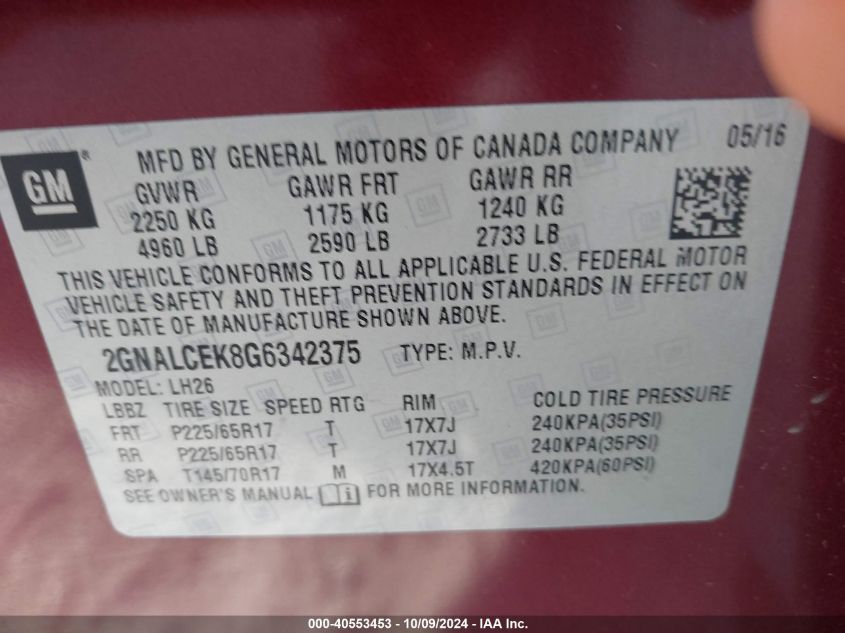 MFD BY GENERAL MOTORS OF CANADA COMPANY 05/16
GM®
GVWR GAWR FRT GAWR RR
2250 KG 1175 KG 1240 KG
4960 LB 2590 LB 2733 LB
THIS VEHICLE CONFORMS TO ALL APPLICABLE U.S. FEDERAL MOTOR
VEHICLE SAFETY AND THEFT PREVENTION STANDARDS IN EFFECT ON
THE DATE OF MANUFACTURE SHOWN ABOVE.
2GNALCEK8G6342375 TYPE: M.P.V.
MODEL: LH26
LBBZ TIRE SIZE SPEED RTG RIM COLD TIRE PRESSURE
FRT P225/65R17 T 17X7J 240KPA(35PSI)
RR P225/65R17 T 17X7J 240KPA(35PSI)
SPA T145/70R17 M 17X4.5T 420KPA(60PSI)
SEE OWNER'S MANUAL FOR MORE INFORMATION.
000-40553453 - 10/09/2024 - IAA, Inc.